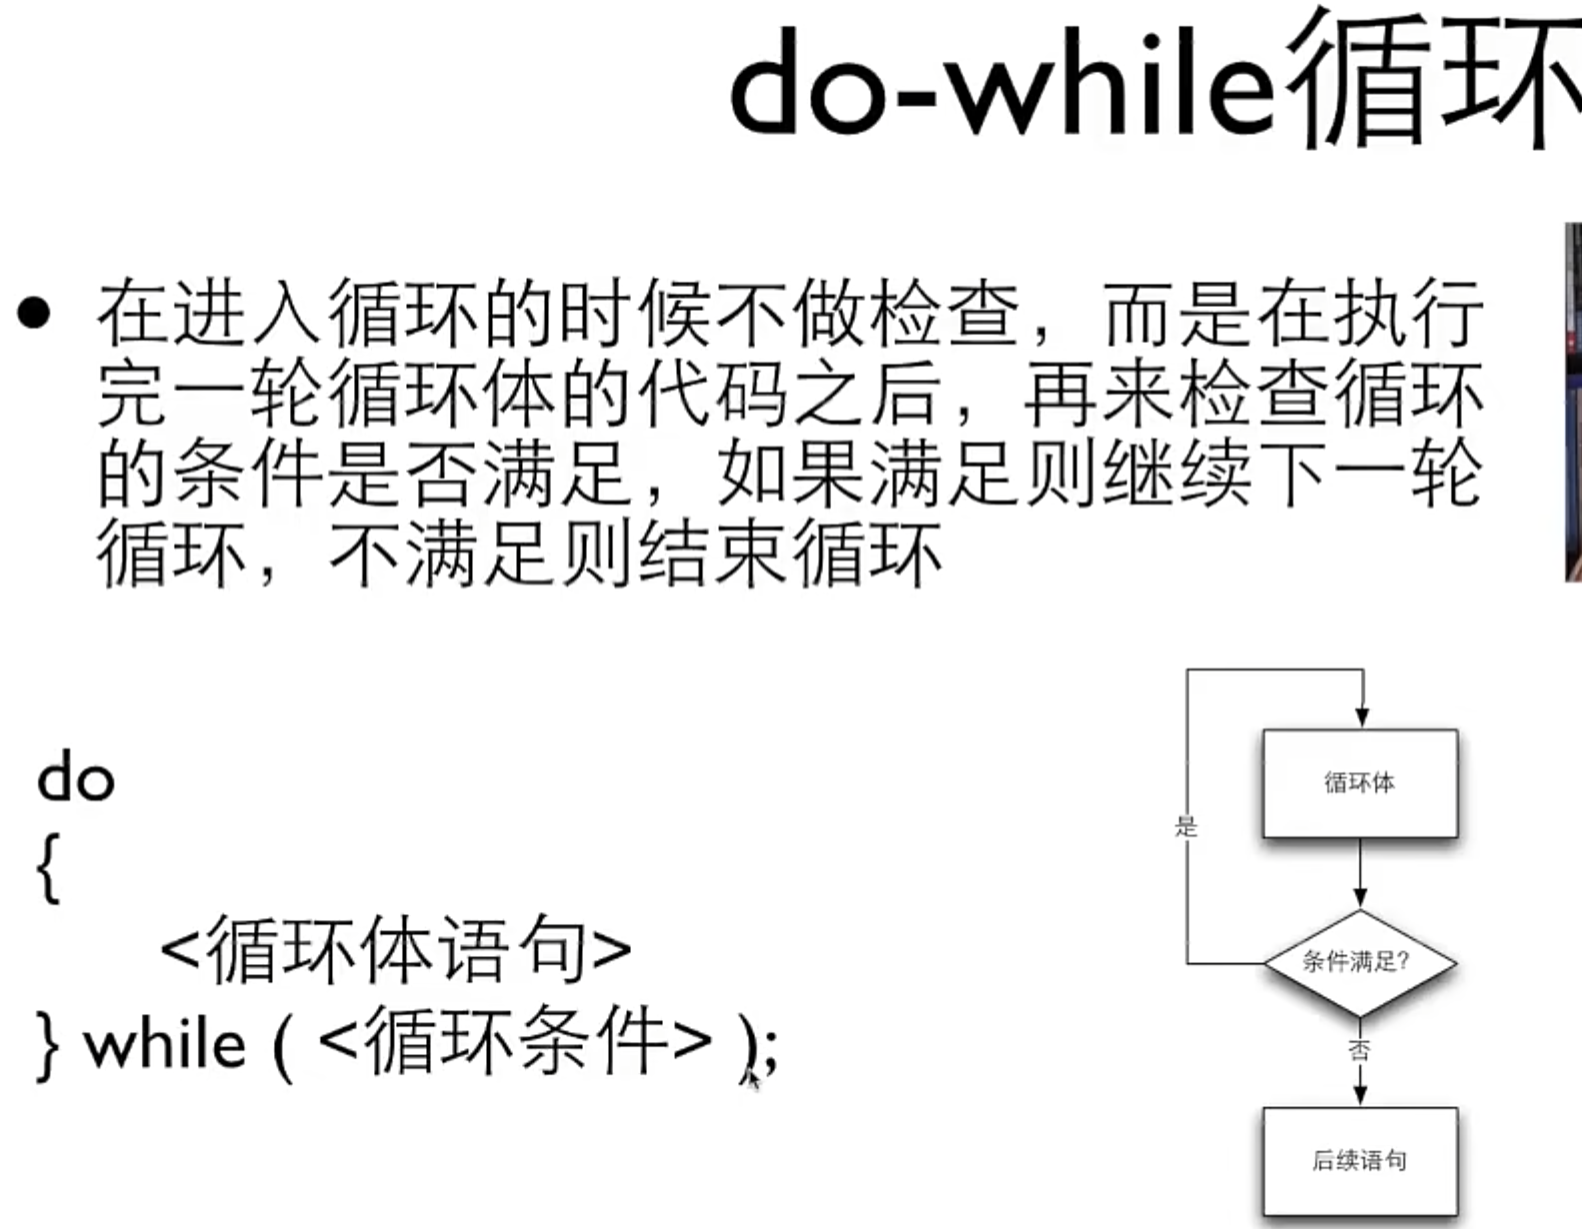 do-while循环
• 在进入循环的时候不做检查，而是在执行
完一轮循环体的代码之后，再来检查循环
的条件是否满足，如果满足则继续下一轮
循环，不满足则结束循环
do
{
<循环体语句>
} while ( <循环条件> );
循环体
是
条件满足?
否
后续语句